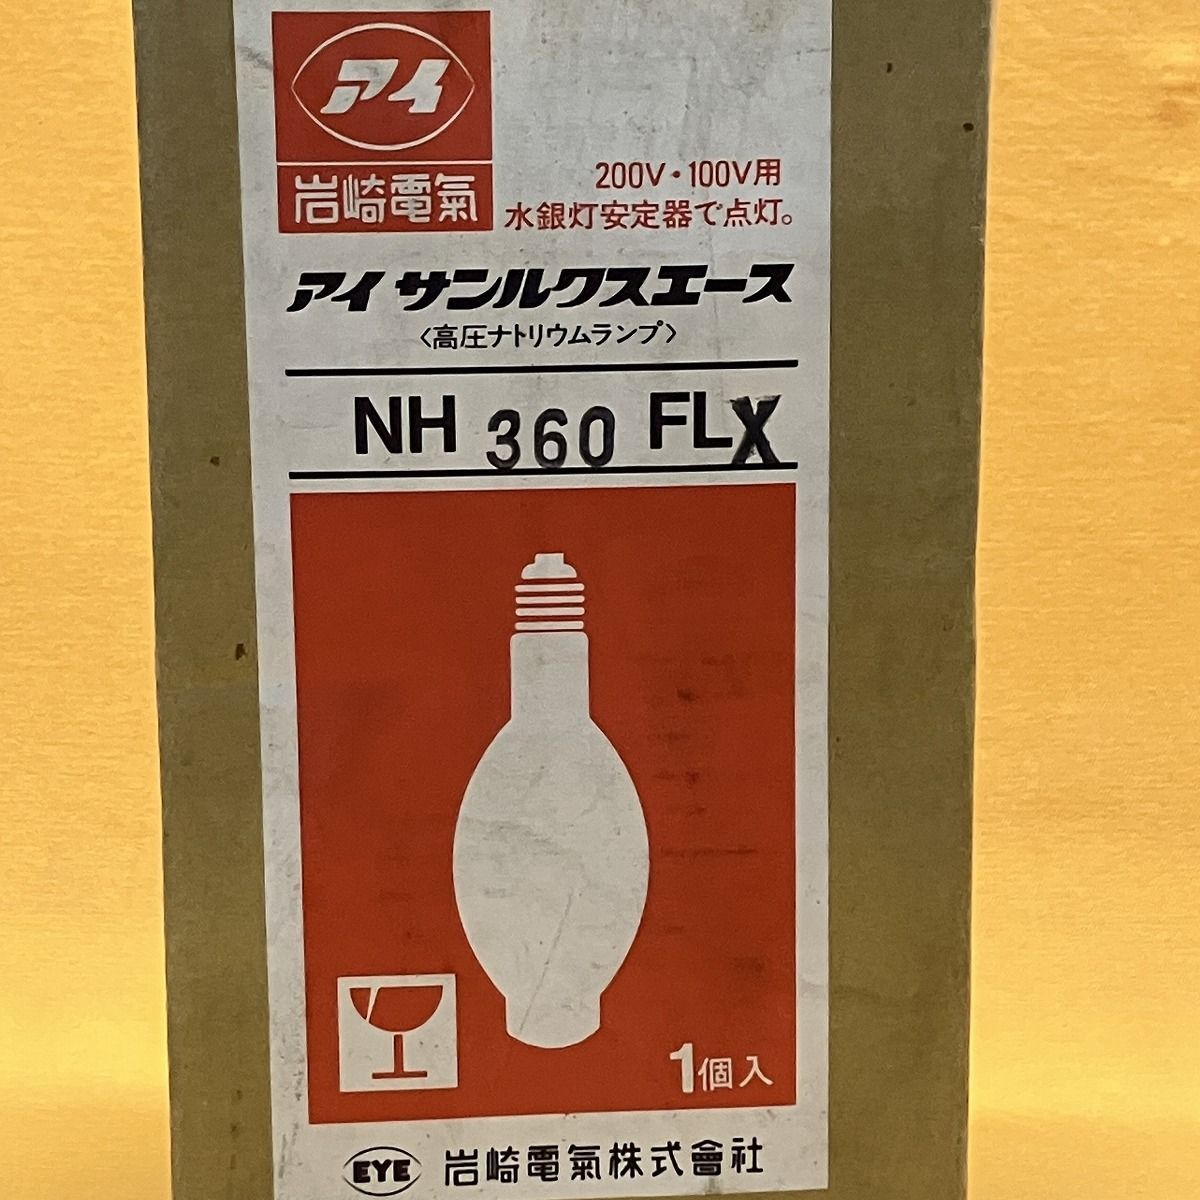 アイ
岩崎電氣
200V・100V用
水銀灯安定器で点灯。
アイ サンルクスエース
〈高圧ナトリウムランプ〉
NH 360 FLX
1個入
EYE 岩崎電氣株式會社